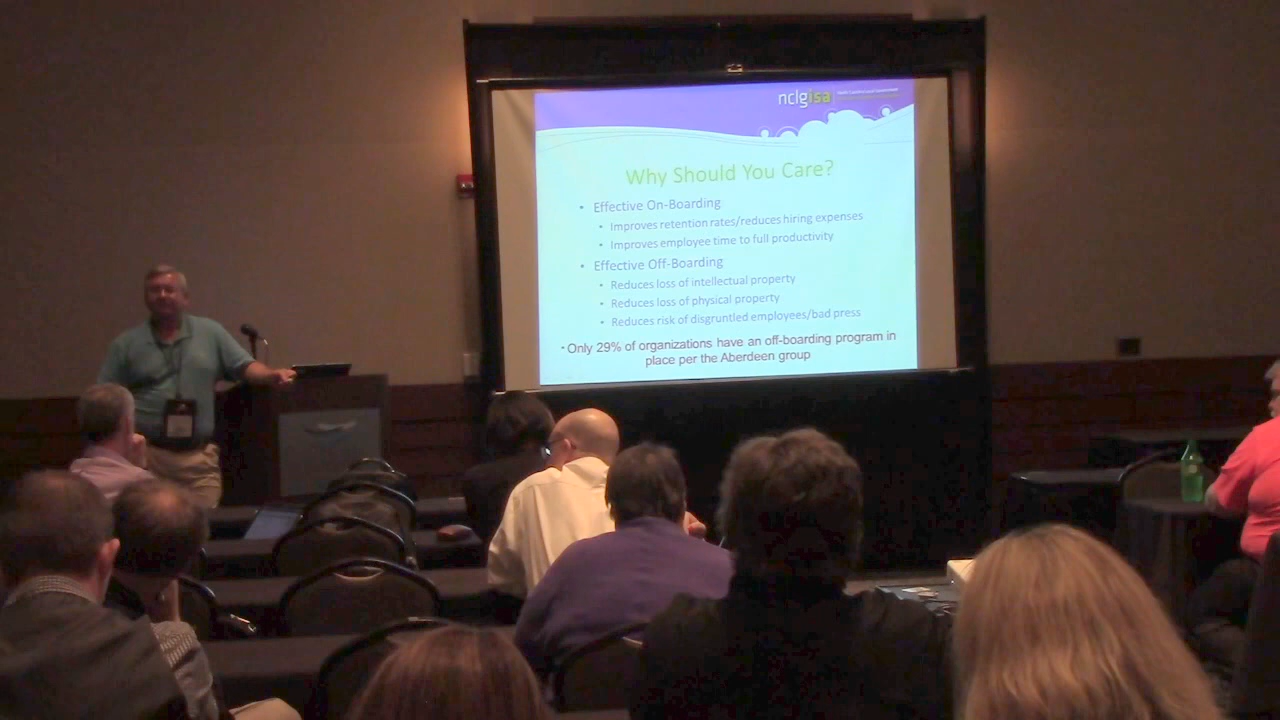 nclgisa
Why Should You Care?
• Effective On-Boarding
• Improves retention rates/reduces hiring expenses
• Improves employee time to full productivity
• Effective Off-Boarding
• Reduces loss of intellectual property
• Reduces loss of physical property
• Reduces risk of disgruntled employees/bad press
• Only 29% of organizations have an off-boarding program in
place per the Aberdeen group